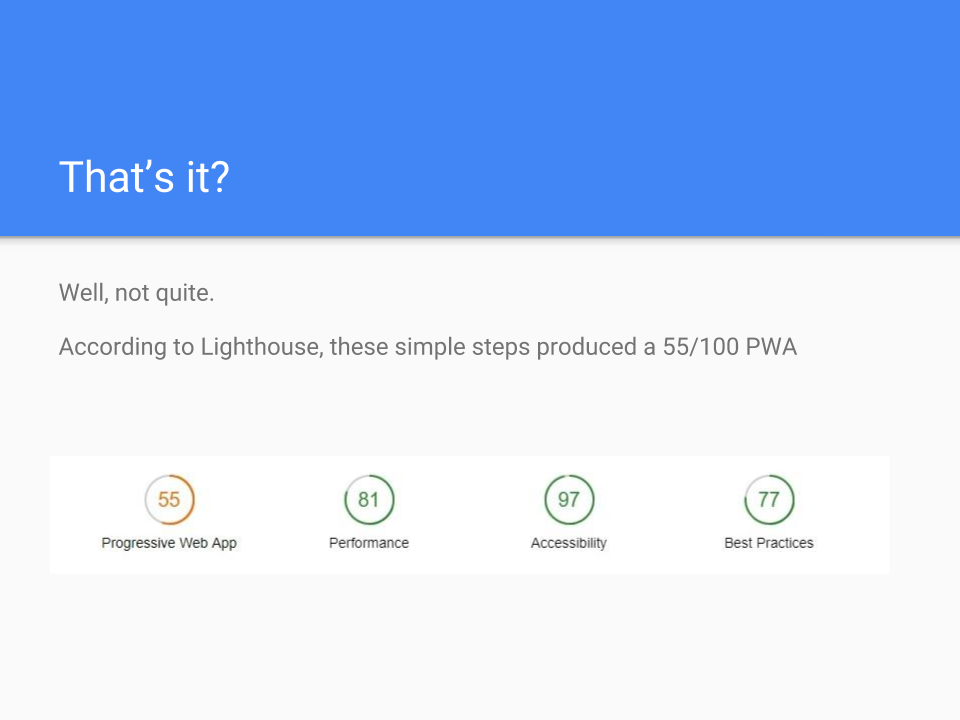 That’s it?
Well, not quite.
According to Lighthouse, these simple steps produced a 55/100 PWA
55 81 97 77
Progressive Web App Performance Accessibility Best Practices